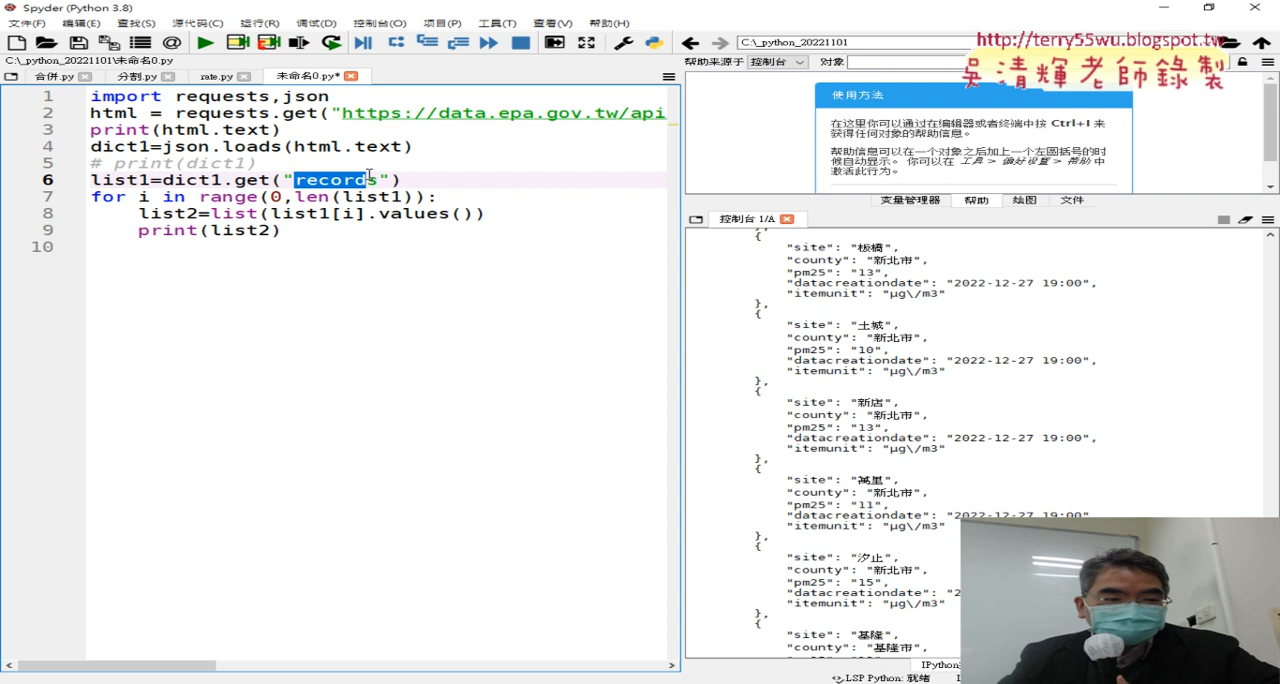 Spyder (Python 3.8)
文件(F) 编辑(E) 查找(S) 源代码(C) 运行(R) 调试(D) 控制台(O) 项目(P) 工具(T) 查看(V) 帮助(H)
C:\_python_20221101
http://terry55wu.blogspot.tw
吳清輝老師錄製
C:\_python_20221101\未命名0.py
帮助来源于 控制台 对象
合併.py 分割.py rate.py 未命名0.py*
1 import requests,json
2 html = requests.get("https://data.epa.gov.tw/api
3 print(html.text)
4 dict1=json.loads(html.text)
5 # print(dict1)
6 list1=dict1.get("records")
7 for i in range(0,len(list1)):
8 list2=list(list1[i].values())
9 print(list2)
10
使用方法
在这里你可以通过在编辑器或者终端中按 Ctrl+I 来
获得任何对象的帮助信息。
帮助信息可以在一个对象之后加上一个左圆括号的时
候自动显示。 你可以在 工具 > 偏好设置 > 帮助 中
激活此行为。
变量管理器 帮助 绘图 文件
控制台 1/A
{
"site": "板橋",
"county": "新北市",
"pm25": "13",
"datacreationdate": "2022-12-27 19:00",
"itemunit": "μg\/m3"
},
{
"site": "土城",
"county": "新北市",
"pm25": "10",
"datacreationdate": "2022-12-27 19:00",
"itemunit": "μg\/m3"
},
{
"site": "新店",
"county": "新北市",
"pm25": "13",
"datacreationdate": "2022-12-27 19:00",
"itemunit": "μg\/m3"
},
{
"site": "萬里",
"county": "新北市",
"pm25": "11",
"datacreationdate": "2022-12-27 19:00",
"itemunit": "μg\/m3"
},
{
"site": "汐止",
"county": "新北市",
"pm25": "15",
"datacreationdate": "2
"itemunit": "μg\/m3"
},
{
"site": "基隆",
"county": "基隆市",
IPython
LSP Python: 就绪